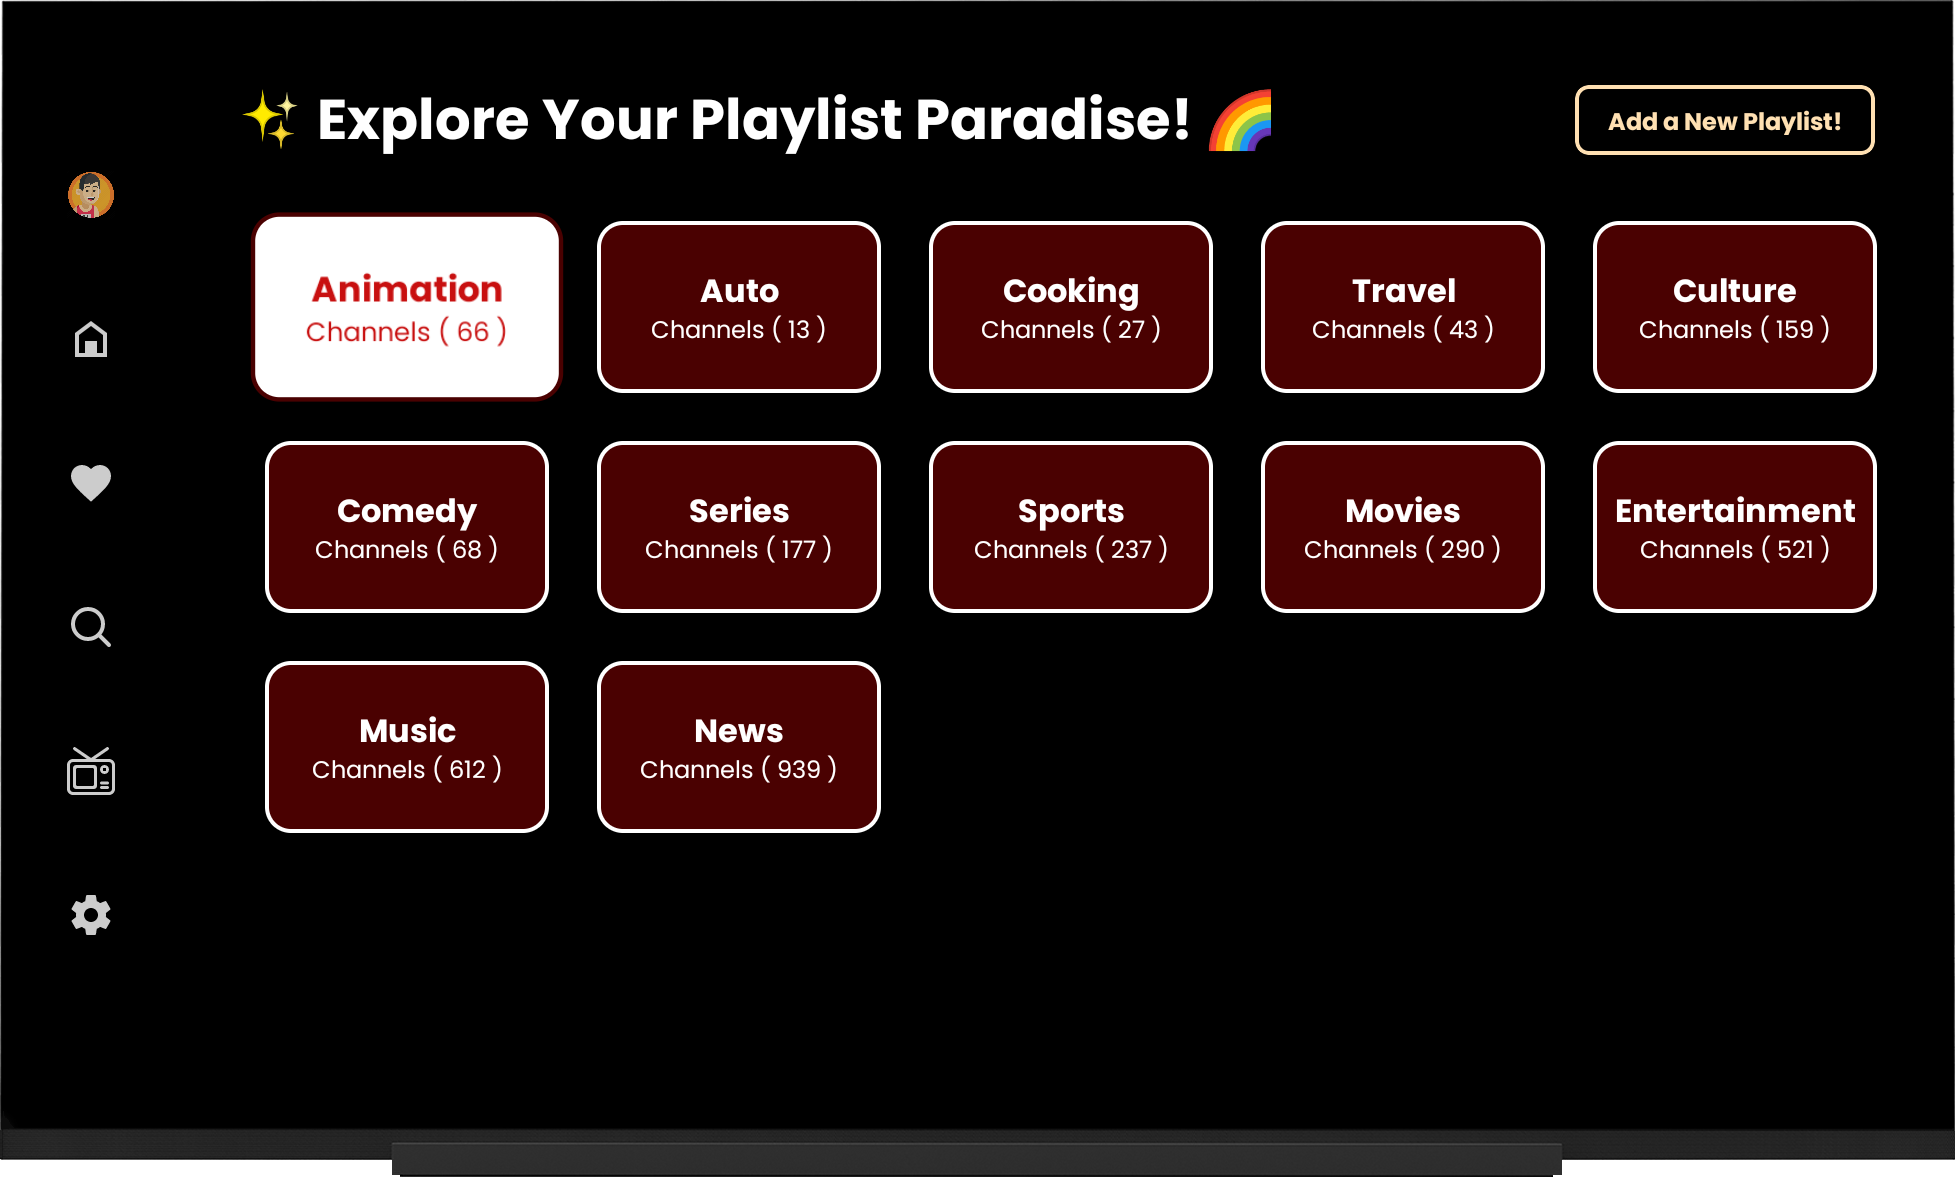 ✨ Explore Your Playlist Paradise! 🌈
Add a New Playlist!
Animation
Channels ( 66 )
Auto
Channels ( 13 )
Cooking
Channels ( 27 )
Travel
Channels ( 43 )
Culture
Channels ( 159 )
Comedy
Channels ( 68 )
Series
Channels ( 177 )
Sports
Channels ( 237 )
Movies
Channels ( 290 )
Entertainment
Channels ( 521 )
Music
Channels ( 612 )
News
Channels ( 939 )